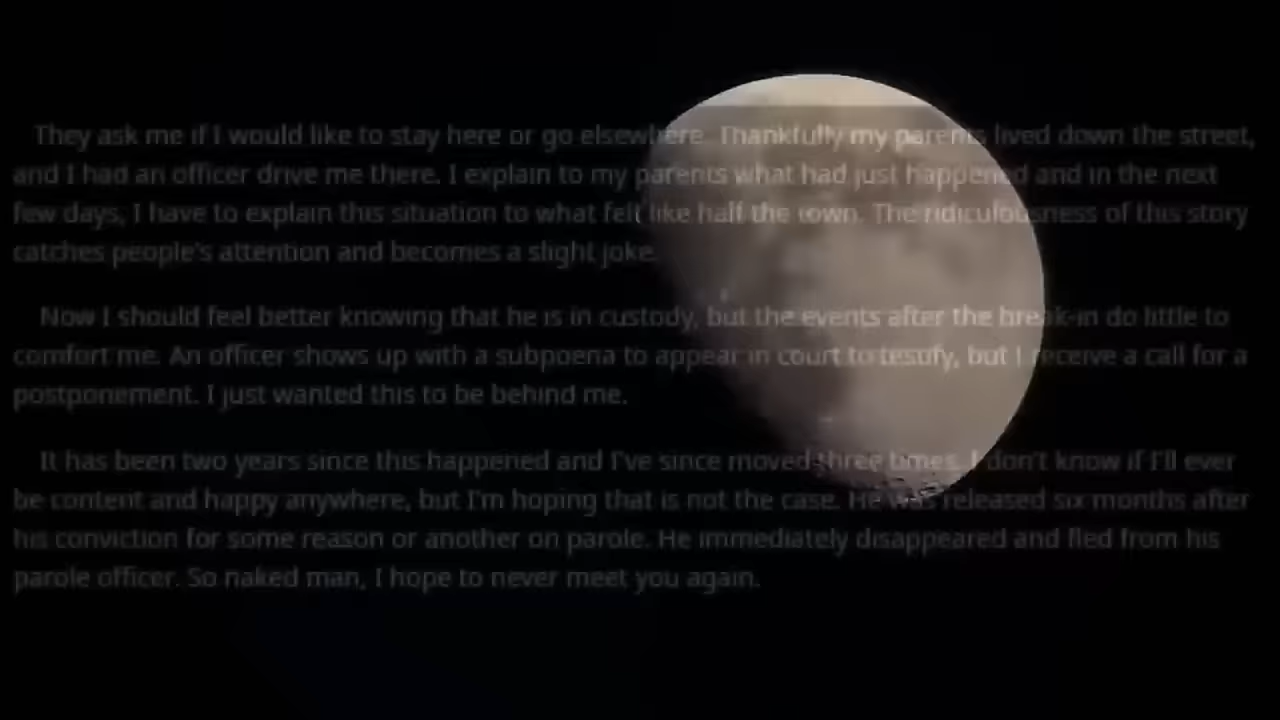 They ask me if I would like to stay here or go elsewhere. Thankfully my parents lived down the street,
and I had an officer drive me there. I explain to my parents what had just happened and in the next
few days, I have to explain this situation to what felt like half the town. The ridiculousness of this story
catches people's attention and becomes a slight joke.
Now I should feel better knowing that he is in custody, but the events after the break-in do little to
comfort me. An officer shows up with a subpoena to appear in court to testify, but I receive a call for a
postponement. I just wanted this to be behind me.
It has been two years since this happened and I've since moved three times. I don't know if I'll ever
be content and happy anywhere, but I'm hoping that is not the case. He was released six months after
his conviction for some reason or another on parole. He immediately disappeared and fled from his
parole officer. So naked man, I hope to never meet you again.